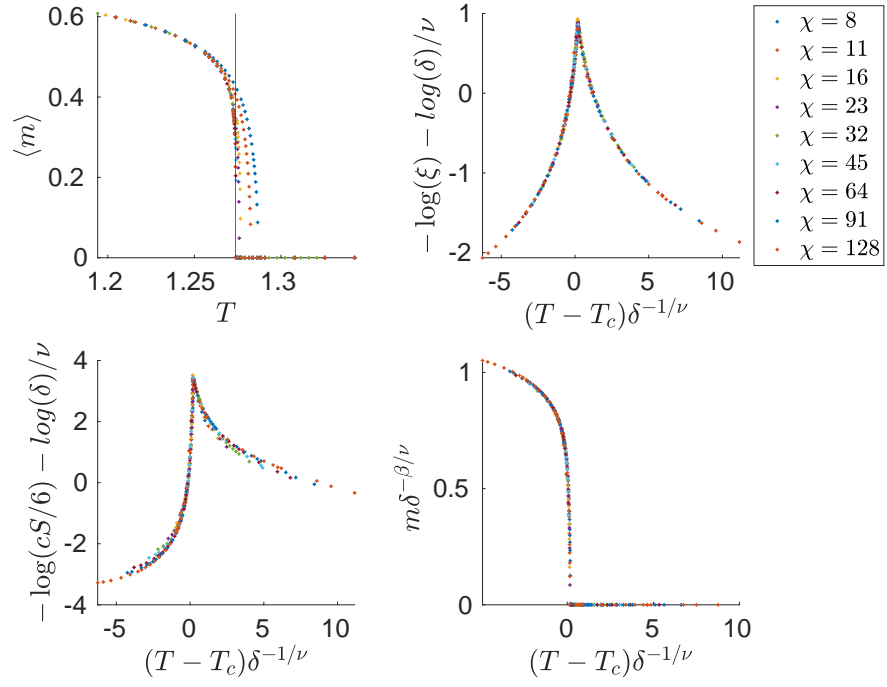 0.6
0.4
0.2
0
⟨m⟩
1.2
1.25
1.3
T
1
0
-1
-2
− log(ξ) − log(δ)/ν
-5
0
5
10
(T − T_c)δ^{−1/ν}
χ = 8
χ = 11
χ = 16
χ = 23
χ = 32
χ = 45
χ = 64
χ = 91
χ = 128
4
2
0
-2
-4
− log(cS/6) − log(δ)/ν
-5
0
5
10
(T − T_c)δ^{−1/ν}
1
0.5
0
mδ^{−β/ν}
0
5
10
(T − T_c)δ^{−1/ν}